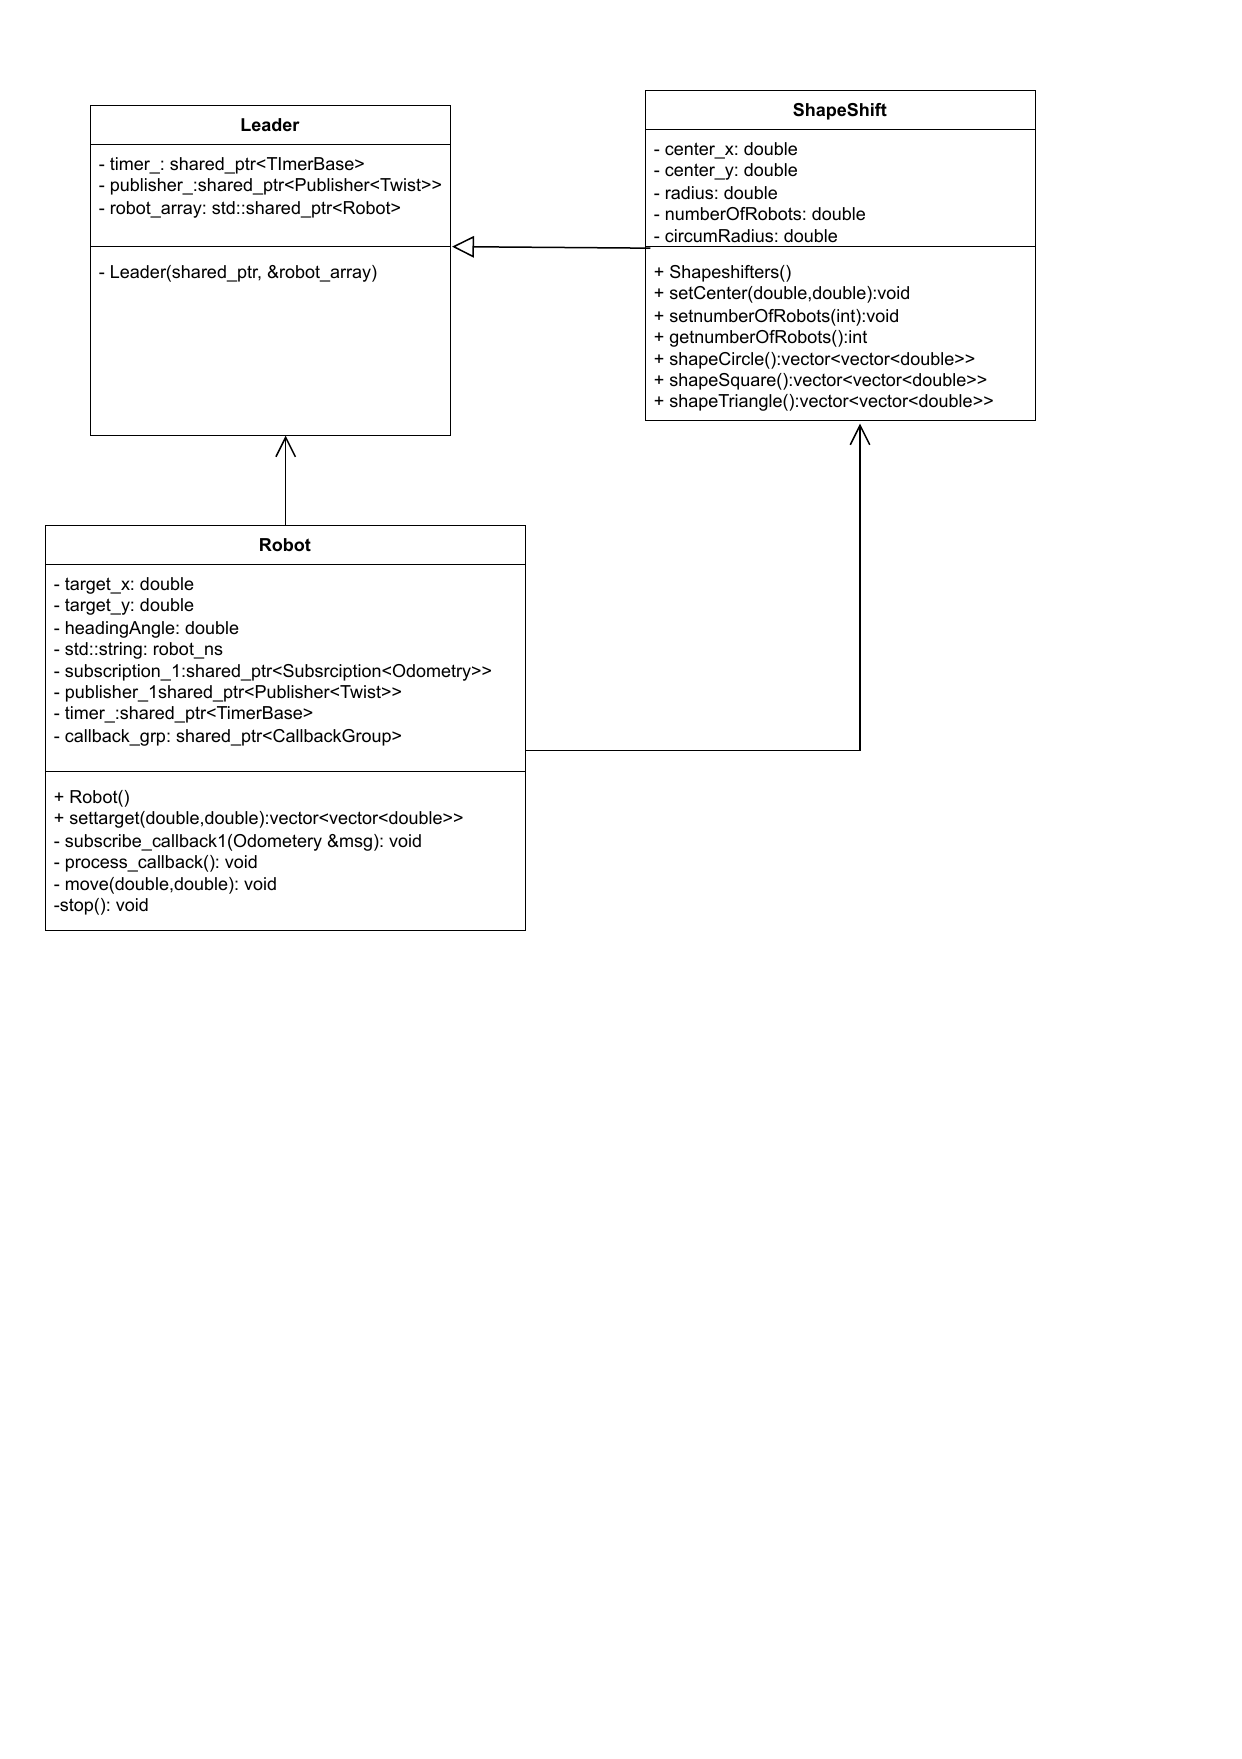 Leader
- timer_: shared_ptr<TImerBase>
- publisher_:shared_ptr<Publisher<Twist>>
- robot_array: std::shared_ptr<Robot>
- Leader(shared_ptr, &robot_array)
ShapeShift
- center_x: double
- center_y: double
- radius: double
- numberOfRobots: double
- circumRadius: double
+ Shapeshifters()
+ setCenter(double,double):void
+ setnumberOfRobots(int):void
+ getnumberOfRobots():int
+ shapeCircle():vector<vector<double>>
+ shapeSquare():vector<vector<double>>
+ shapeTriangle():vector<vector<double>>
Robot
- target_x: double
- target_y: double
- headingAngle: double
- std::string: robot_ns
- subscription_1:shared_ptr<Subsrciption<Odometry>>
- publisher_1shared_ptr<Publisher<Twist>>
- timer_:shared_ptr<TimerBase>
- callback_grp: shared_ptr<CallbackGroup>
+ Robot()
+ settarget(double,double):vector<vector<double>>
- subscribe_callback1(Odometery &msg): void
- process_callback(): void
- move(double,double): void
-stop(): void